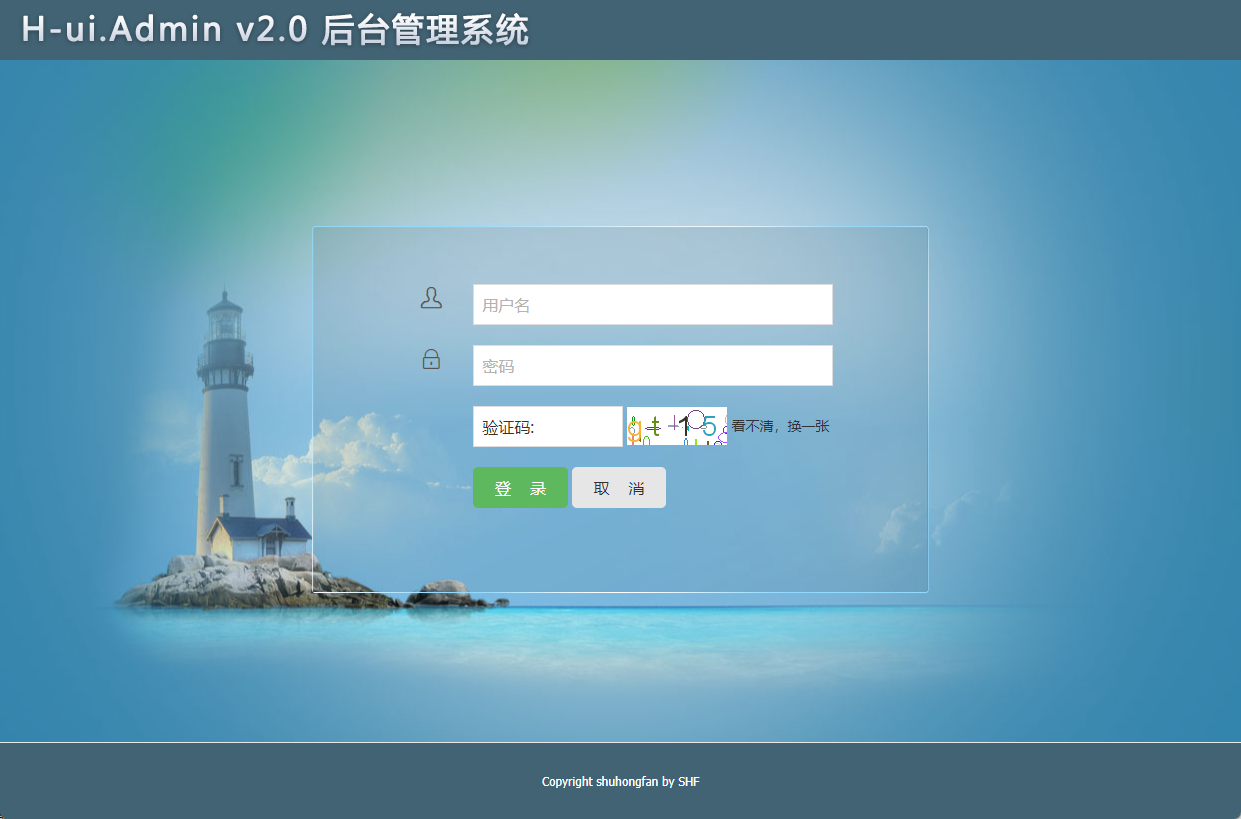 H-ui.Admin v2.0 后台管理系统
用户名
密码
验证码: gt15 看不清，换一张
登 录 取 消
Copyright shuhongfan by SHF